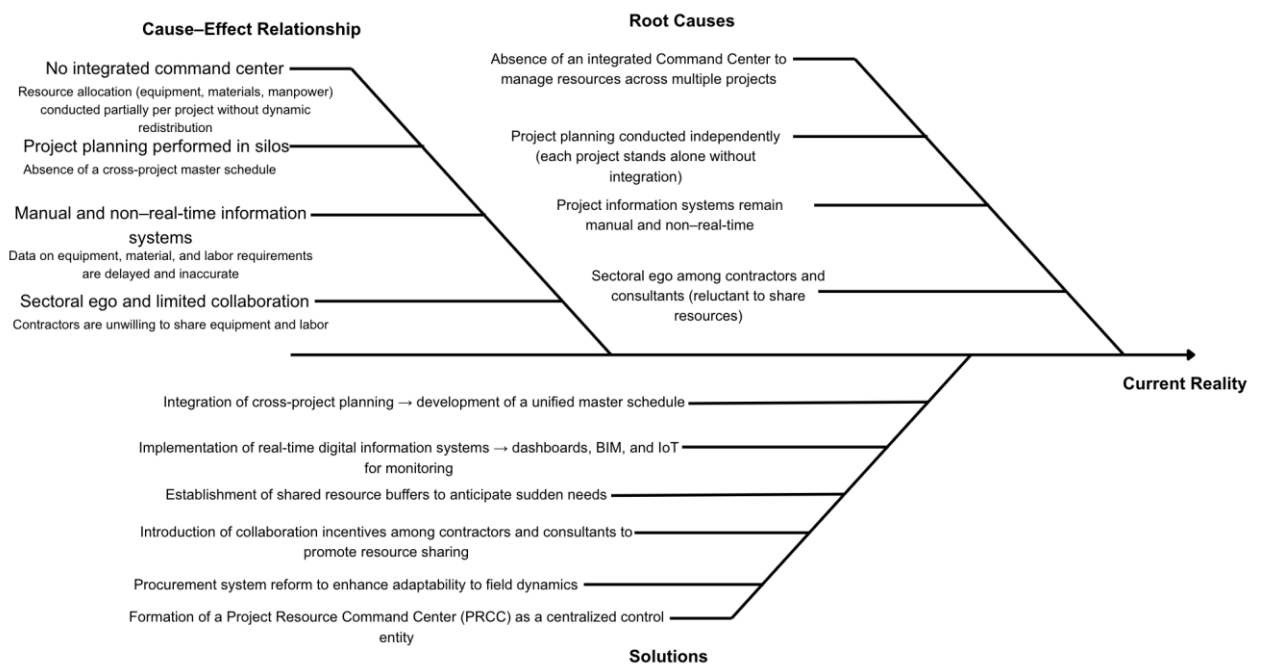 Cause–Effect Relationship
No integrated command center
Resource allocation (equipment, materials, manpower)
conducted partially per project without dynamic
redistribution
Project planning performed in silos
Absence of a cross-project master schedule
Manual and non–real-time information
systems
Data on equipment, material, and labor requirements
are delayed and inaccurate
Sectoral ego and limited collaboration
Contractors are unwilling to share equipment and labor
Root Causes
Absence of an integrated Command Center to
manage resources across multiple projects
Project planning conducted independently
(each project stands alone without
integration)
Project information systems remain
manual and non–real-time
Sectoral ego among contractors and
consultants (reluctant to share
resources)
Current Reality
Integration of cross-project planning → development of a unified master schedule
Implementation of real-time digital information systems → dashboards, BIM, and IoT
for monitoring
Establishment of shared resource buffers to anticipate sudden needs
Introduction of collaboration incentives among contractors and consultants to
promote resource sharing
Procurement system reform to enhance adaptability to field dynamics
Formation of a Project Resource Command Center (PRCC) as a centralized control
entity
Solutions